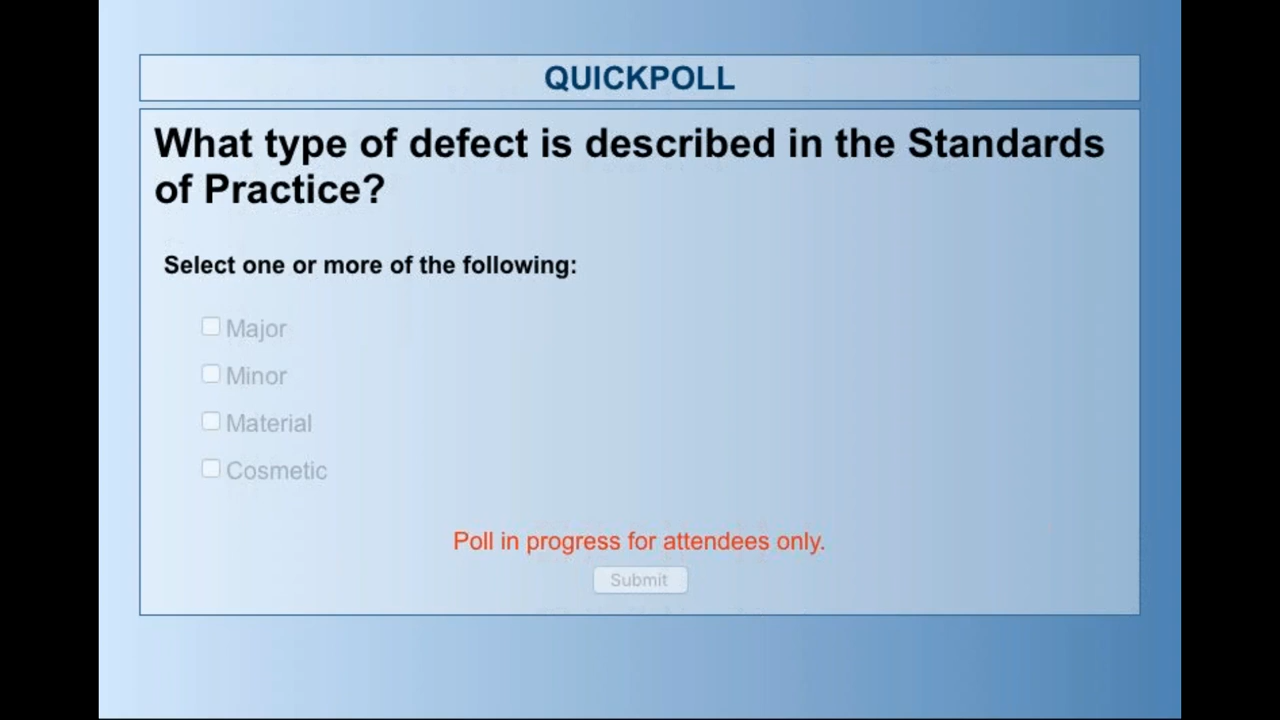 QUICKPOLL
What type of defect is described in the Standards
of Practice?
Select one or more of the following:
Major
Minor
Material
Cosmetic
Poll in progress for attendees only.
Submit